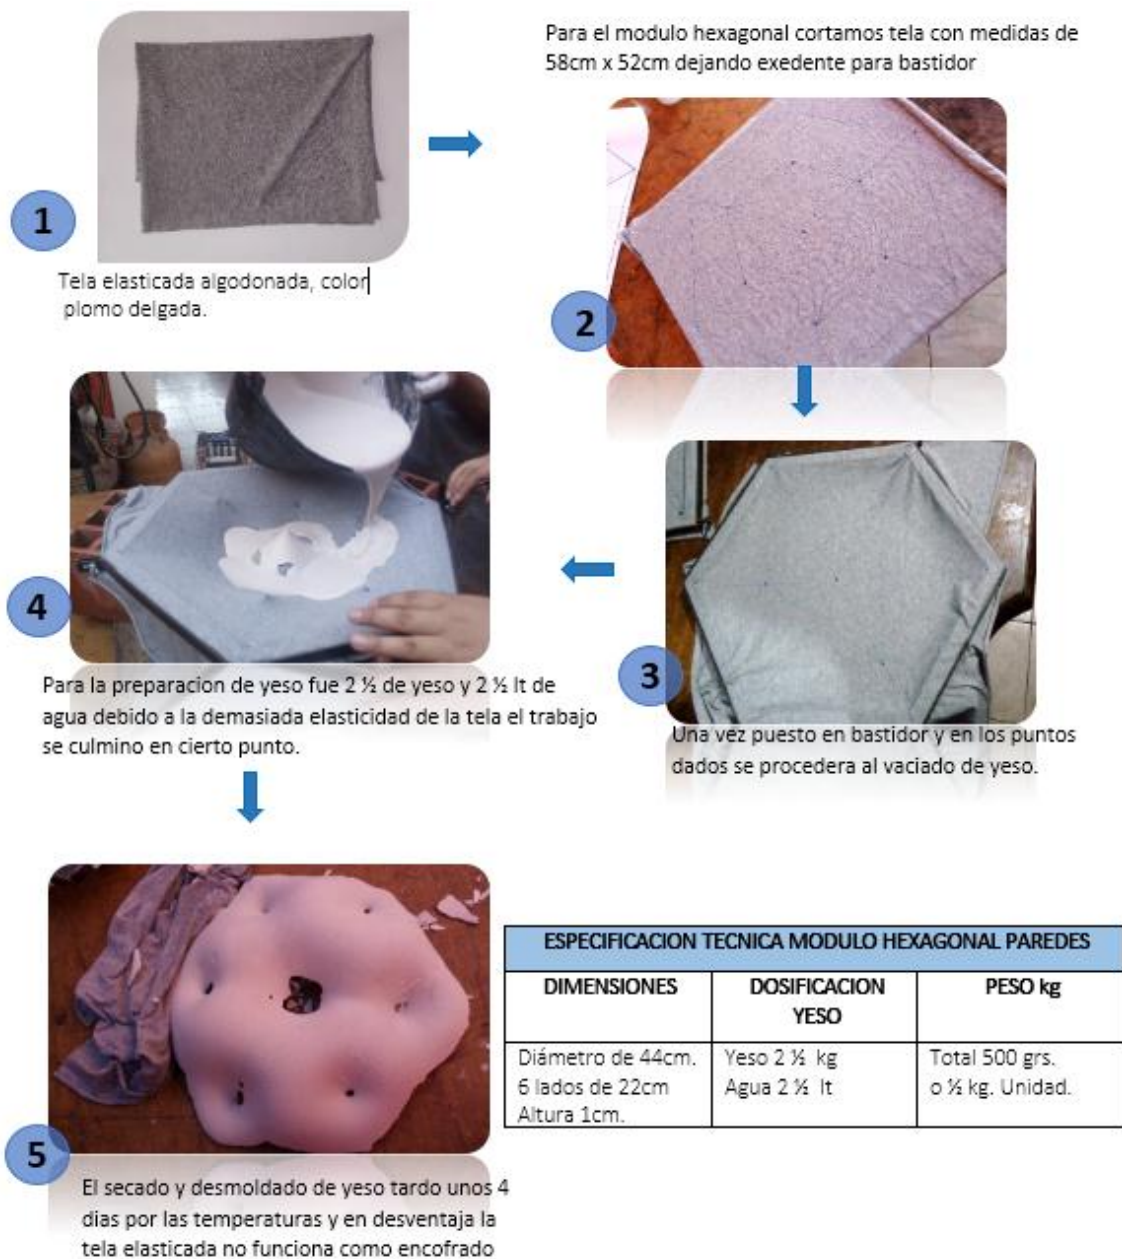 Para el modulo hexagonal cortamos tela con medidas de
58cm x 52cm dejando exedente para bastidor
1
Tela elasticada algodonada, color
plomo delgada.
2
4
Para la preparacion de yeso fue 2 ½ de yeso y 2 ½ lt de
agua debido a la demasiada elasticidad de la tela el trabajo
se culmino en cierto punto.
3
Una vez puesto en bastidor y en los puntos
dados se procedera al vaciado de yeso.
5
El secado y desmoldado de yeso tardo unos 4
dias por las temperaturas y en desventaja la
tela elasticada no funciona como encofrado
ESPECIFICACION TECNICA MODULO HEXAGONAL PAREDES
DIMENSIONES
DOSIFICACION
YESO
PESO kg
Diámetro de 44cm.
6 lados de 22cm
Altura 1cm.
Yeso 2 ½ kg
Agua 2 ½ lt
Total 500 grs.
o ½ kg. Unidad.